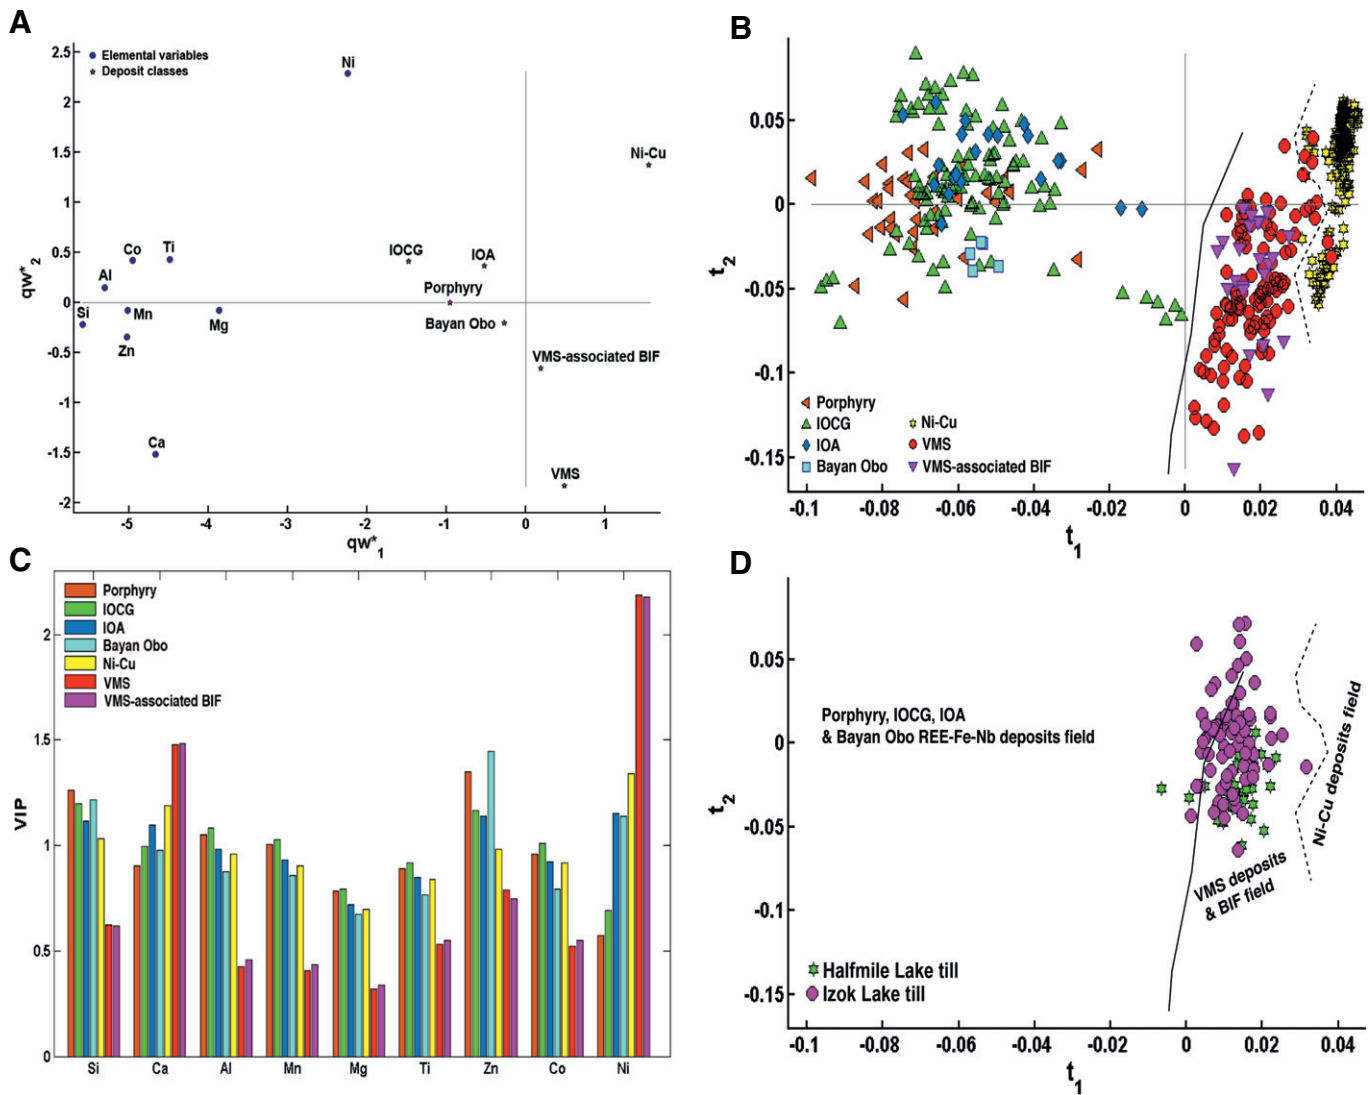 A
2.5
2
1.5
1
0.5
0
-0.5
-1
-1.5
-2
qw*2
Elemental variables
Deposit classes
Ni
Ni-Cu
Co
Ti
IOCG
IOA
Al
Porphyry
Si
Mn
Mg
Bayan Obo
Zn
VMS-associated BIF
Ca
VMS
-5
-4
-3
-2
-1
0
1
qw*1
B
0.05
0
-0.05
-0.1
-0.15
t2
Porphyry
IOCG
IOA
Bayan Obo
Ni-Cu
VMS
VMS-associated BIF
-0.1
-0.08
-0.06
-0.04
-0.02
0
0.02
0.04
t1
C
VIP
2
1.5
1
0.5
0
Porphyry
IOCG
IOA
Bayan Obo
Ni-Cu
VMS
VMS-associated BIF
Si
Ca
Al
Mn
Mg
Ti
Zn
Co
Ni
D
0.05
0
-0.05
-0.1
-0.15
t2
Porphyry, IOCG, IOA
& Bayan Obo REE-Fe-Nb deposits field
Ni-Cu deposits field
VMS deposits
& BIF field
Halfmile Lake till
Izok Lake till
-0.1
-0.08
-0.06
-0.04
-0.02
0
0.02
0.04
t1